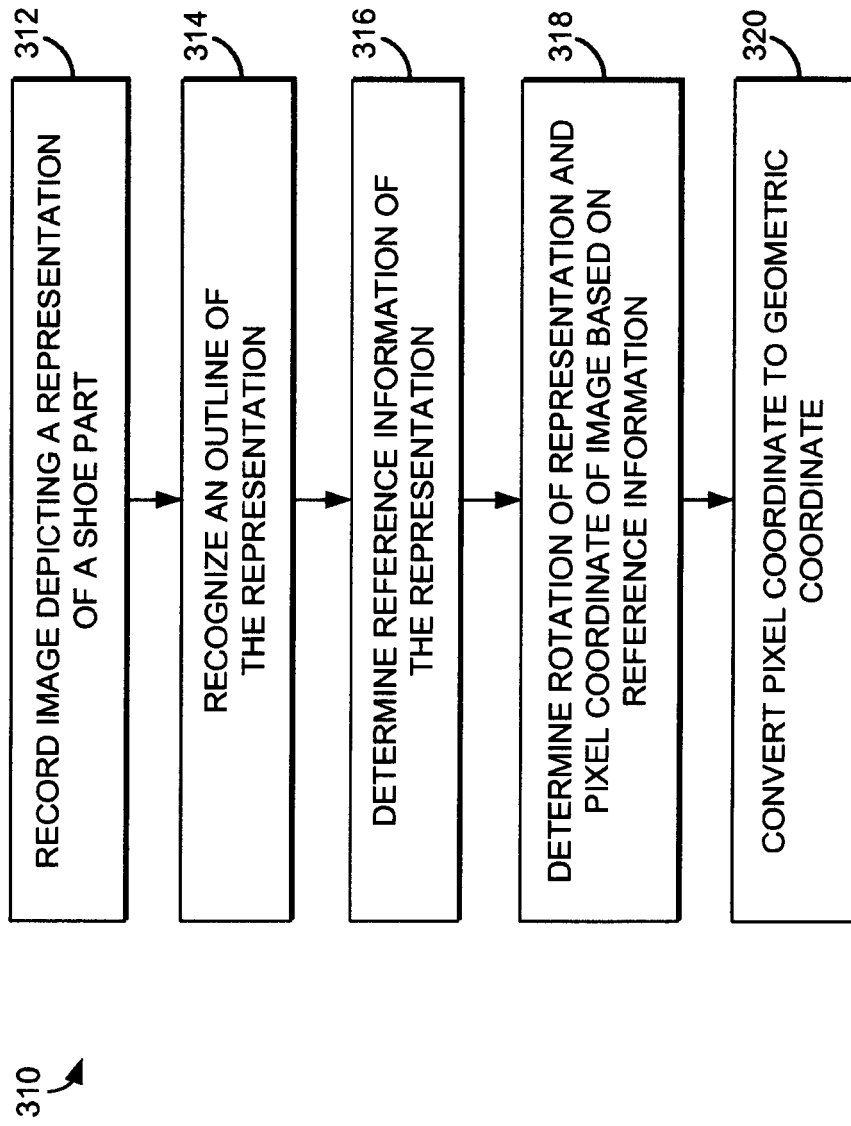 310
312
RECORD IMAGE DEPICTING A REPRESENTATION
OF A SHOE PART
314
RECOGNIZE AN OUTLINE OF
THE REPRESENTATION
316
DETERMINE REFERENCE INFORMATION OF
THE REPRESENTATION
318
DETERMINE ROTATION OF REPRESENTATION AND
PIXEL COORDINATE OF IMAGE BASED ON
REFERENCE INFORMATION
320
CONVERT PIXEL COORDINATE TO GEOMETRIC
COORDINATE